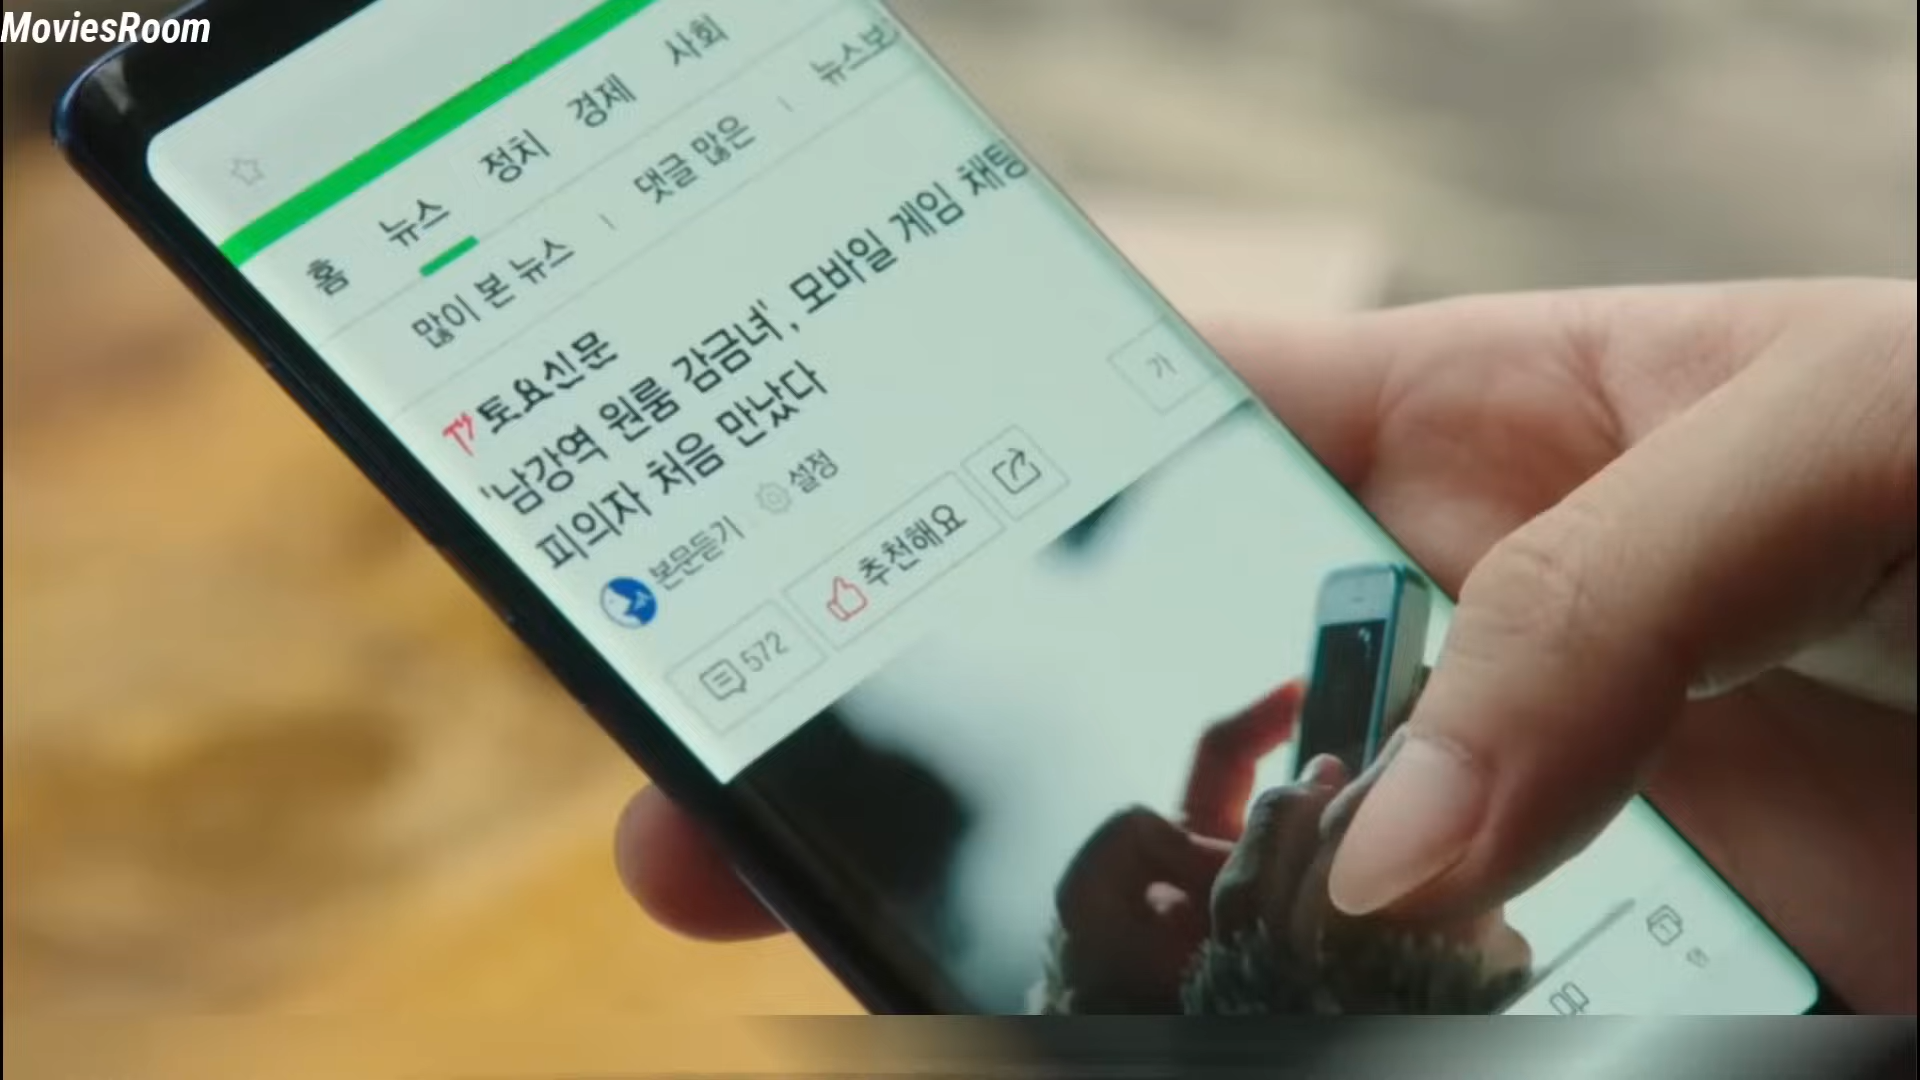 MoviesRoom
홈 뉴스 정치 경제 사회
많이 본 뉴스 | 댓글 많은 | 뉴스보
토요신문
'남강역 원룸 감금녀', 모바일 게임 채팅
피의자 처음 만났다
본문듣기 설정
가
572 추천해요